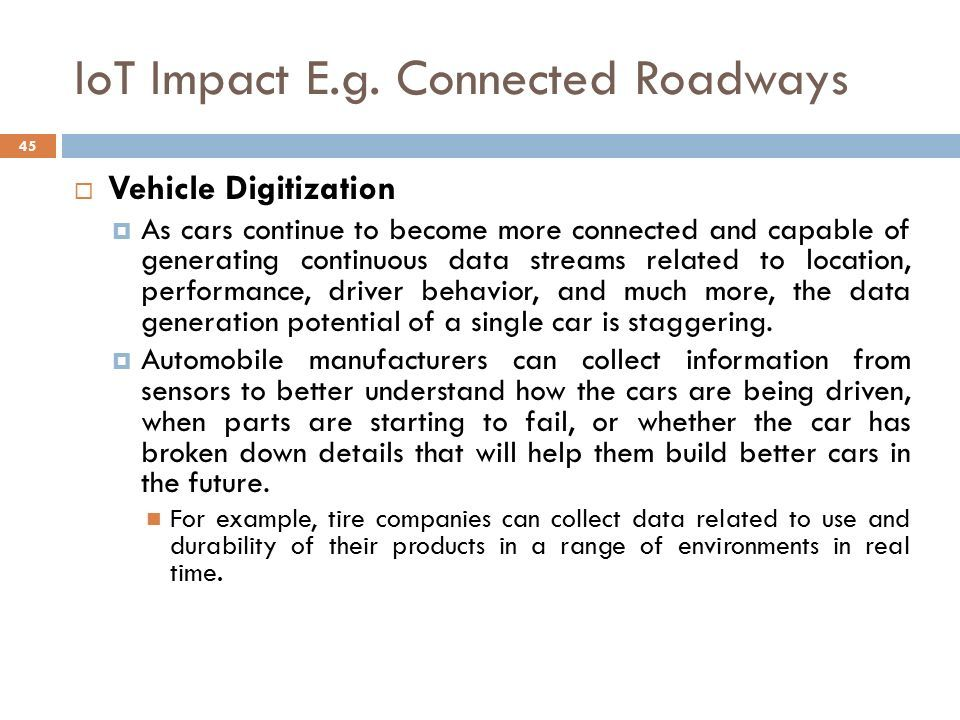 IoT Impact E.g. Connected Roadways
45
Vehicle Digitization
As cars continue to become more connected and capable of
generating continuous data streams related to location,
performance, driver behavior, and much more, the data
generation potential of a single car is staggering.
Automobile manufacturers can collect information from
sensors to better understand how the cars are being driven,
when parts are starting to fail, or whether the car has
broken down details that will help them build better cars in
the future.
For example, tire companies can collect data related to use and
durability of their products in a range of environments in real
time.